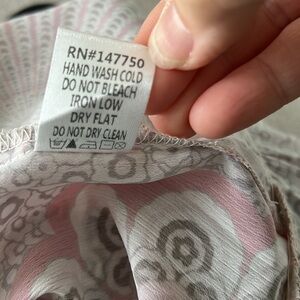 RN#147750
HAND WASH COLD
DO NOT BLEACH
IRON LOW
DRY FLAT
DO NOT DRY CLEAN